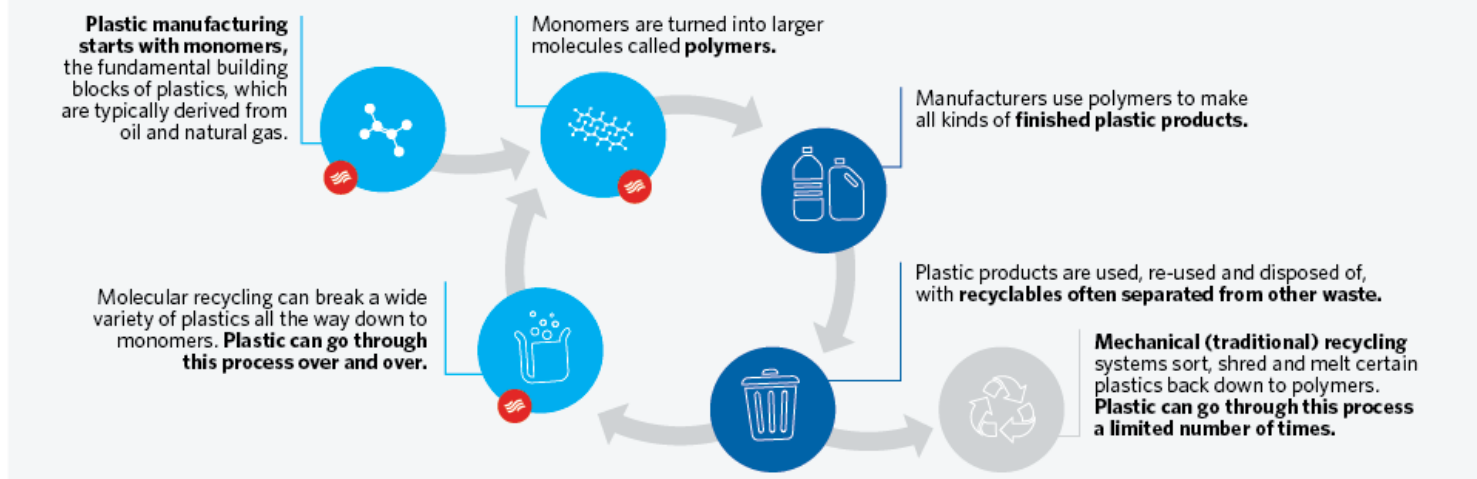 Plastic manufacturing
starts with monomers,
the fundamental building
blocks of plastics, which
are typically derived from
oil and natural gas.
Monomers are turned into larger
molecules called polymers.
Manufacturers use polymers to make
all kinds of finished plastic products.
Plastic products are used, re-used and disposed of,
with recyclables often separated from other waste.
Mechanical (traditional) recycling
systems sort, shred and melt certain
plastics back down to polymers.
Plastic can go through this process
a limited number of times.
Molecular recycling can break a wide
variety of plastics all the way down to
monomers. Plastic can go through
this process over and over.